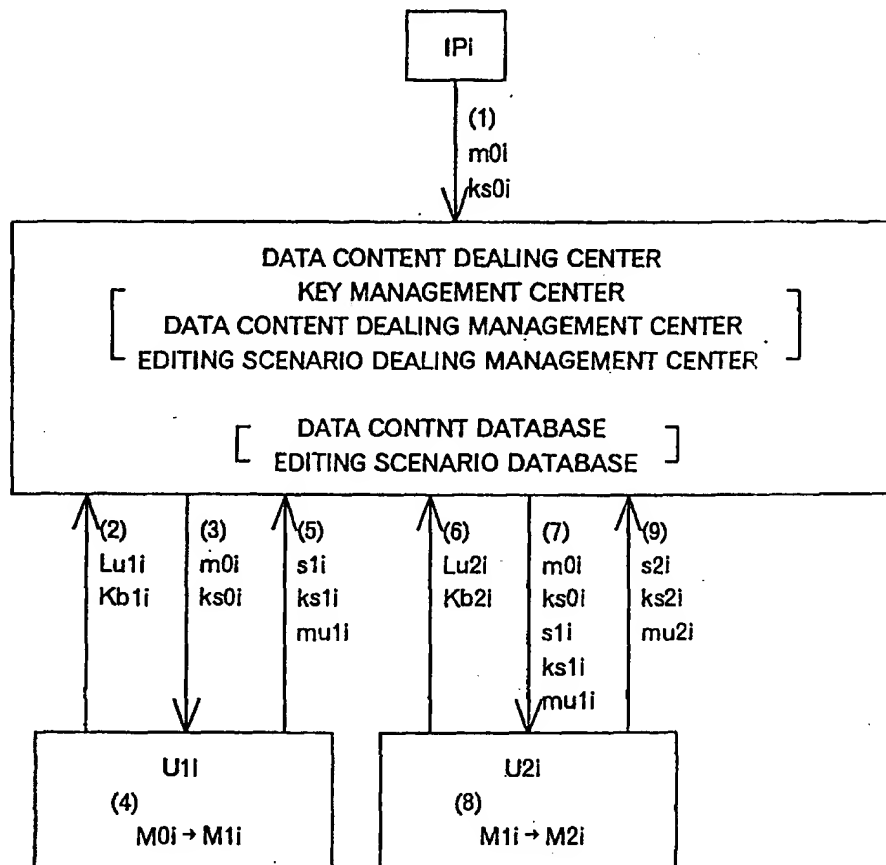 IPi
(1)
m0i
ks0i
DATA CONTENT DEALING CENTER
KEY MANAGEMENT CENTER
DATA CONTENT DEALING MANAGEMENT CENTER
EDITING SCENARIO DEALING MANAGEMENT CENTER
DATA CONTNT DATABASE
EDITING SCENARIO DATABASE
(2)
Lu1i
Kb1i
(3)
m0i
ks0i
(5)
s1i
ks1i
mu1i
(6)
Lu2i
Kb2i
(7)
m0i
ks0i
s1i
ks1i
mu1i
(9)
s2i
ks2i
mu2i
U1i
(4)
M0i → M1i
U2i
(8)
M1i → M2i